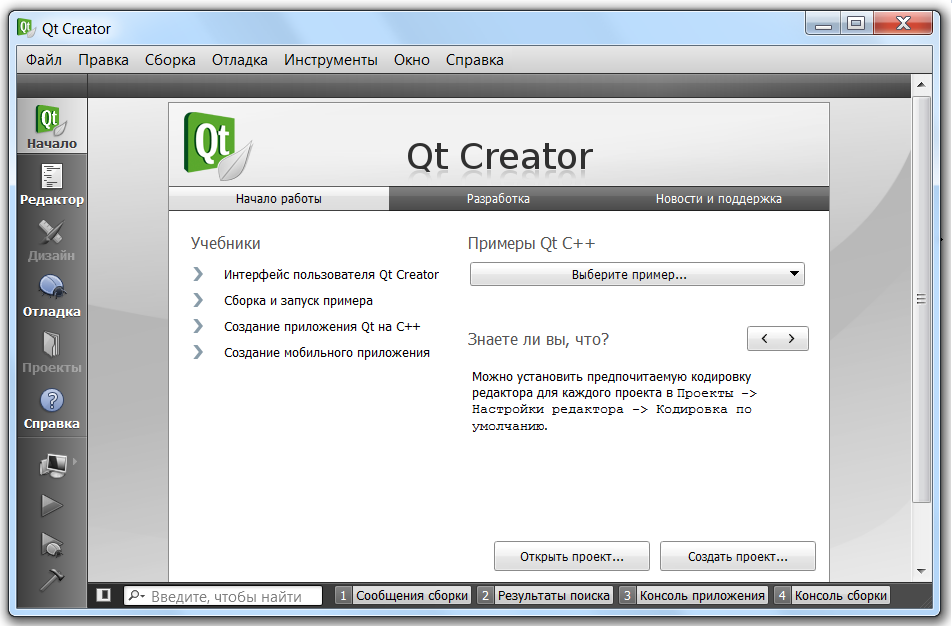 Qt Creator
Файл Правка Сборка Отладка Инструменты Окно Справка
Qt
Начало
Редактор
Дизайн
Отладка
Проекты
Справка
Qt
Qt Creator
Начало работы Разработка Новости и поддержка
Учебники
Интерфейс пользователя Qt Creator
Сборка и запуск примера
Создание приложения Qt на C++
Создание мобильного приложения
Примеры Qt C++
Выберите пример...
Знаете ли вы, что?
Можно установить предпочитаемую кодировку
редактора для каждого проекта в Проекты ->
Настройки редактора -> Кодировка по
умолчанию.
Открыть проект... Создать проект...
Введите, чтобы найти 1 Сообщения сборки 2 Результаты поиска 3 Консоль приложения 4 Консоль сборки